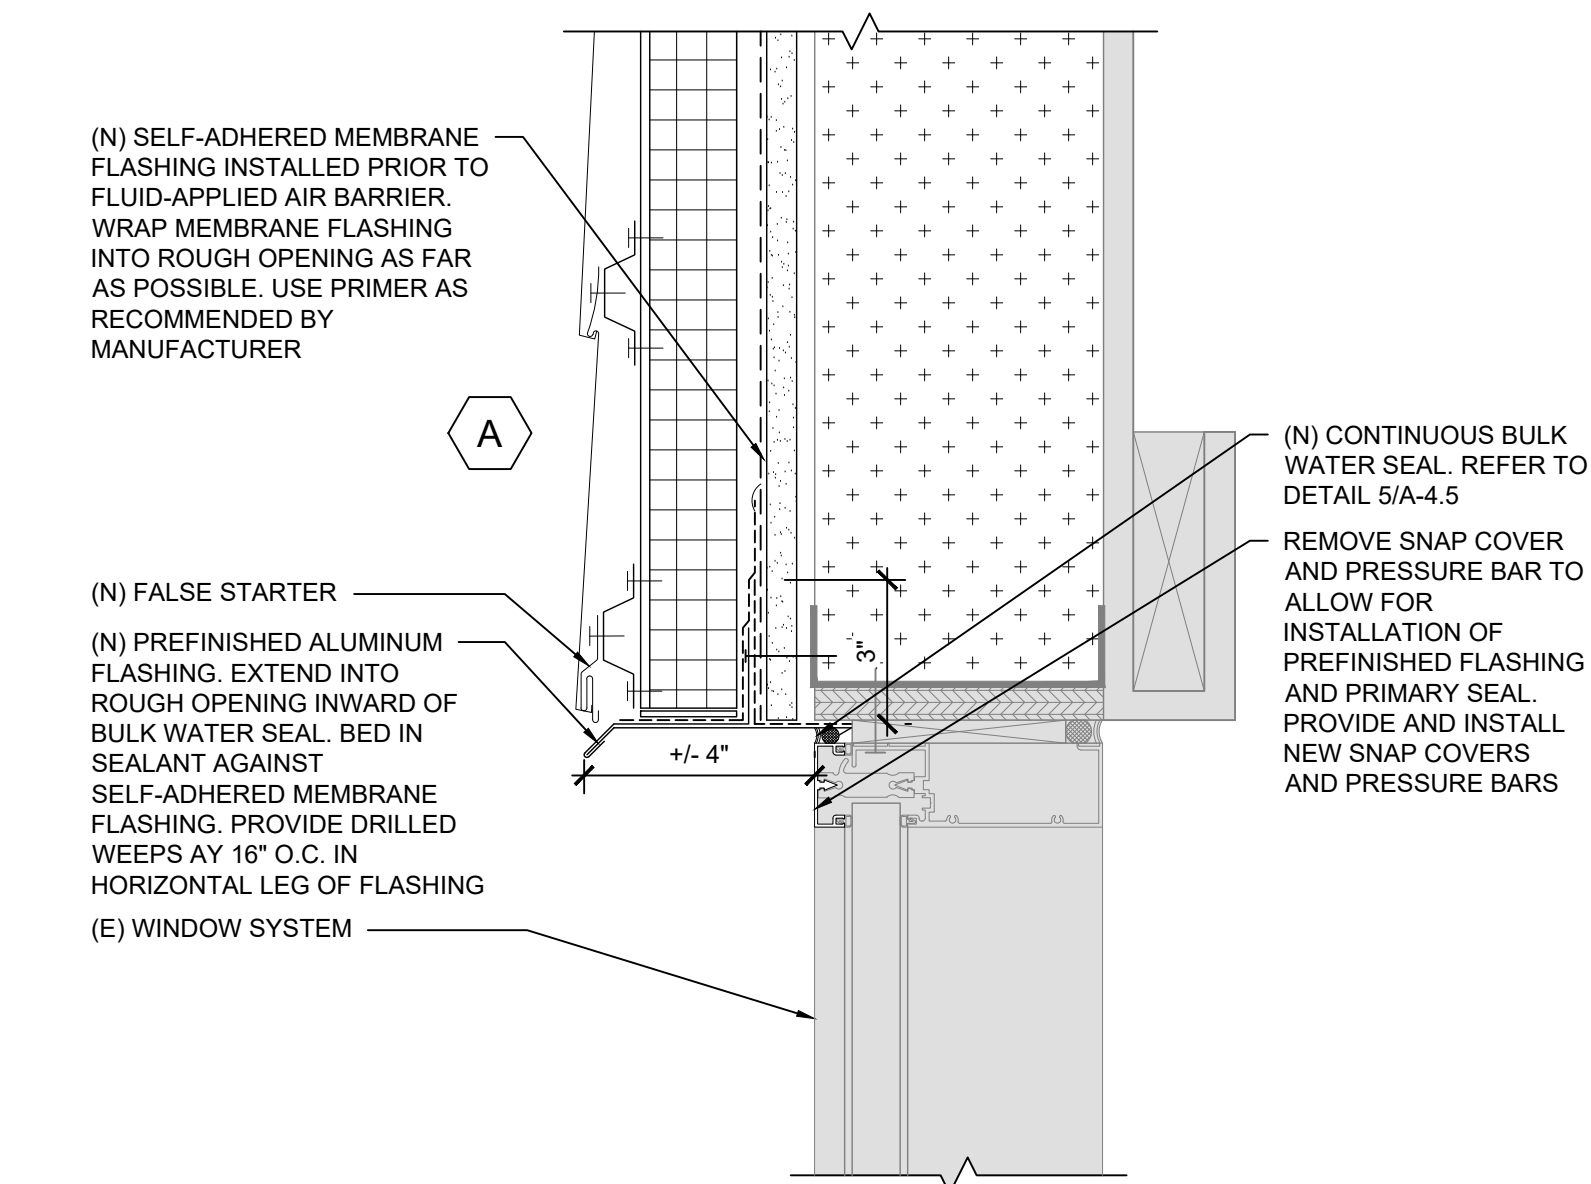 (N) SELF-ADHERED MEMBRANE
FLASHING INSTALLED PRIOR TO
FLUID-APPLIED AIR BARRIER.
WRAP MEMBRANE FLASHING
INTO ROUGH OPENING AS FAR
AS POSSIBLE. USE PRIMER AS
RECOMMENDED BY
MANUFACTURER
A
(N) FALSE STARTER
(N) PREFINISHED ALUMINUM
FLASHING. EXTEND INTO
ROUGH OPENING INWARD OF
BULK WATER SEAL. BED IN
SEALANT AGAINST
SELF-ADHERED MEMBRANE
FLASHING. PROVIDE DRILLED
WEEPS AY 16" O.C. IN
HORIZONTAL LEG OF FLASHING
(E) WINDOW SYSTEM
+/- 4"
3"
(N) CONTINUOUS BULK
WATER SEAL. REFER TO
DETAIL 5/A-4.5
REMOVE SNAP COVER
AND PRESSURE BAR TO
ALLOW FOR
INSTALLATION OF
PREFINISHED FLASHING
AND PRIMARY SEAL.
PROVIDE AND INSTALL
NEW SNAP COVERS
AND PRESSURE BARS